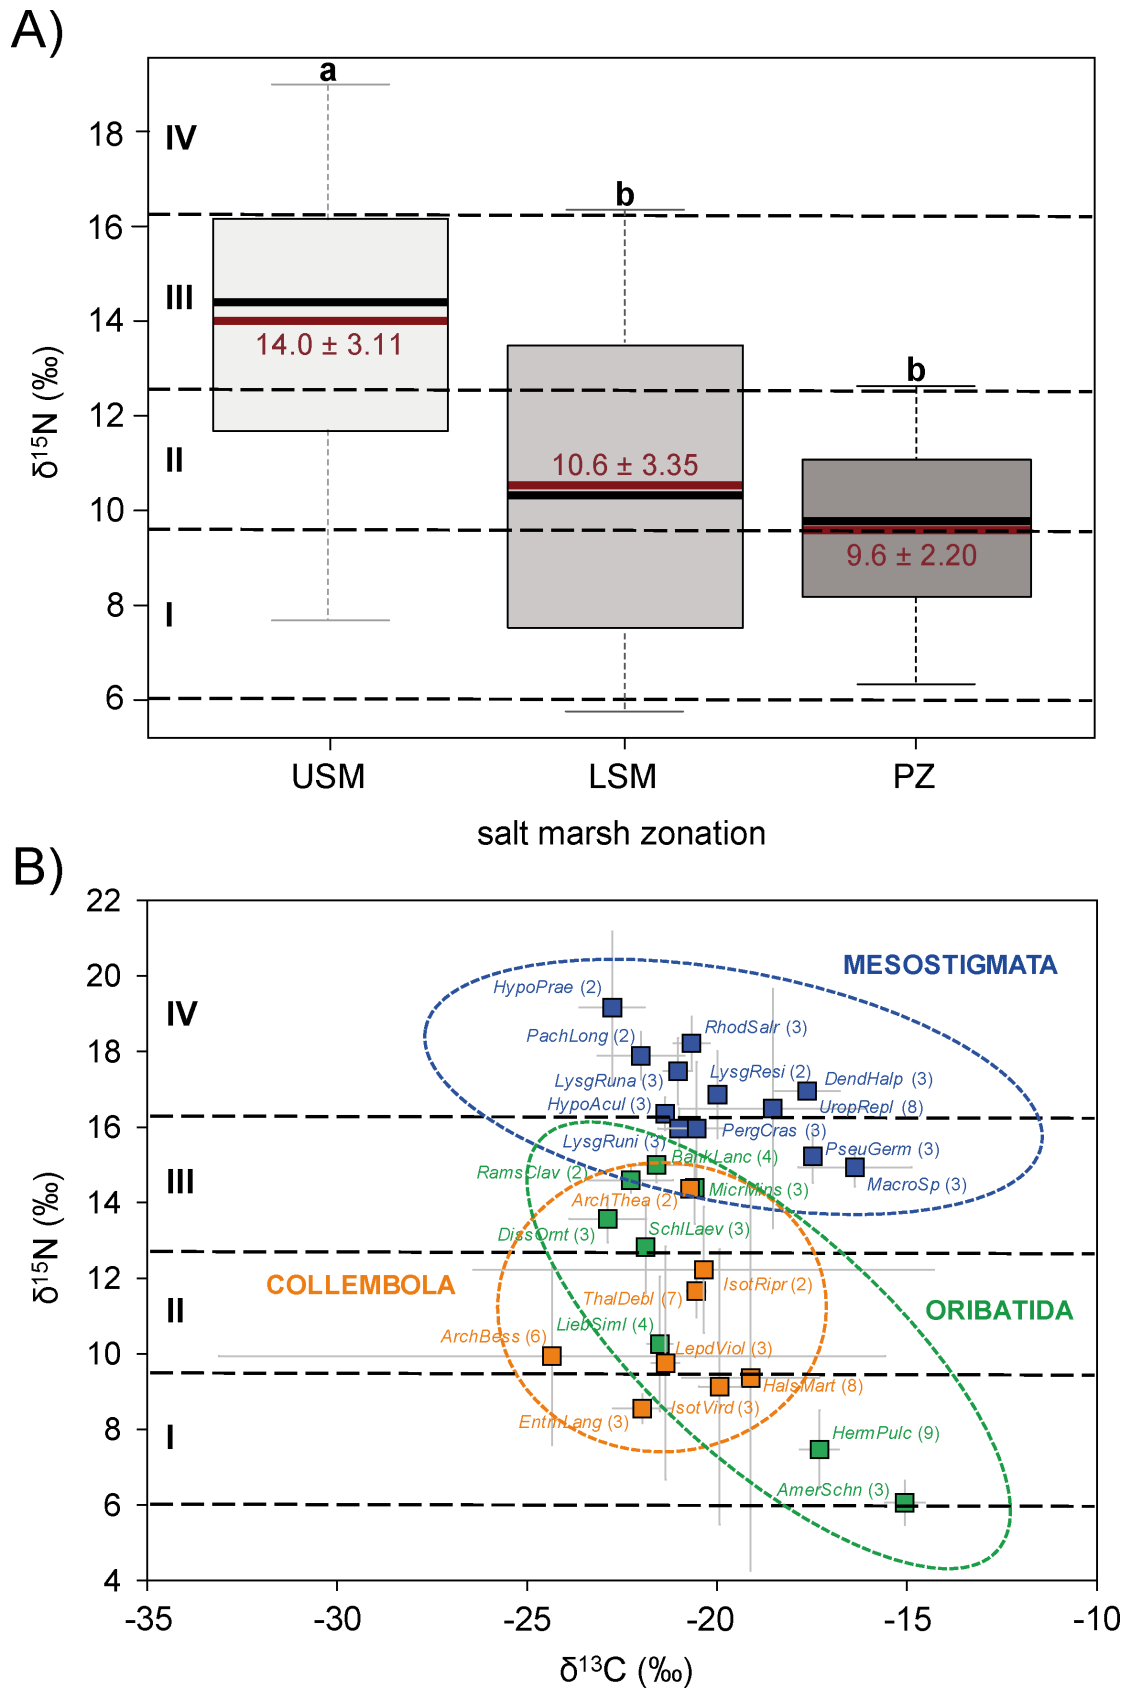 A)
a
18
IV
b
16
III
14
14.0 ± 3.11
b
δ15N (‰)
12
II
10.6 ± 3.35
10
9.6 ± 2.20
8
I
6
USM LSM PZ
salt marsh zonation
B)
22
MESOSTIGMATA
20
HypoPrae (2)
IV
RhodSalr (3)
PachLong (2)
18
LysgResi (2)
LysgRuna (3)
DendHalp (3)
HypoAcul (3)
UropRepl (8)
16
PergCras (3)
LysgRuni (3)
PseuGerm (3)
BankLanc (4)
RamsClav (2)
III
MacroSp (3)
MicrMins (3)
ArchThea (2)
14
SchlLaev (3)
DissOrnt (3)
δ15N (‰)
12
COLLEMBOLA
IsotRipr (2)
ThalDebl (7)
II
ORIBATIDA
LiebSiml (4)
ArchBess (6)
LepdViol (3)
10
HalsMart (8)
IsotVird (3)
EntmLang (3)
8
I
HermPulc (9)
AmerSchn (3)
6
4
-35 -30 -25 -20 -15 -10
δ13C (‰)